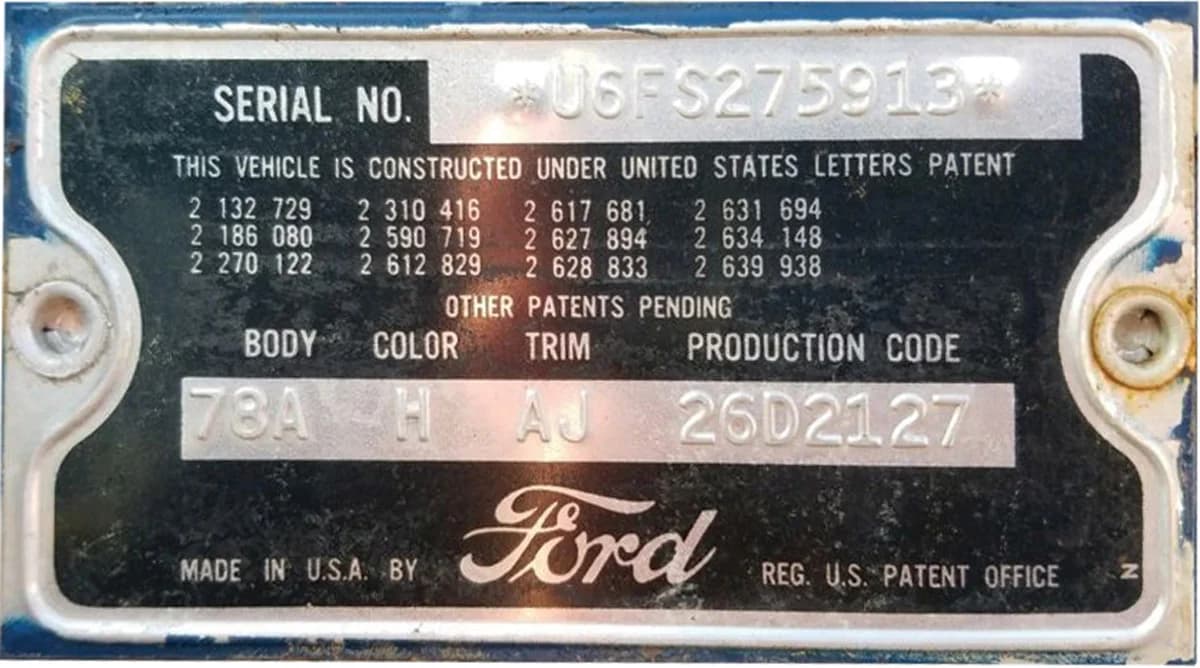 SERIAL NO. *U6FS275913*
THIS VEHICLE IS CONSTRUCTED UNDER UNITED STATES LETTERS PATENT
2 132 729 2 310 416 2 617 681 2 631 694
2 186 080 2 590 719 2 627 894 2 634 148
2 270 122 2 612 829 2 628 833 2 639 938
OTHER PATENTS PENDING
BODY COLOR TRIM PRODUCTION CODE
78A H AJ 26D2127
MADE IN U.S.A. BY Ford REG. U.S. PATENT OFFICE N